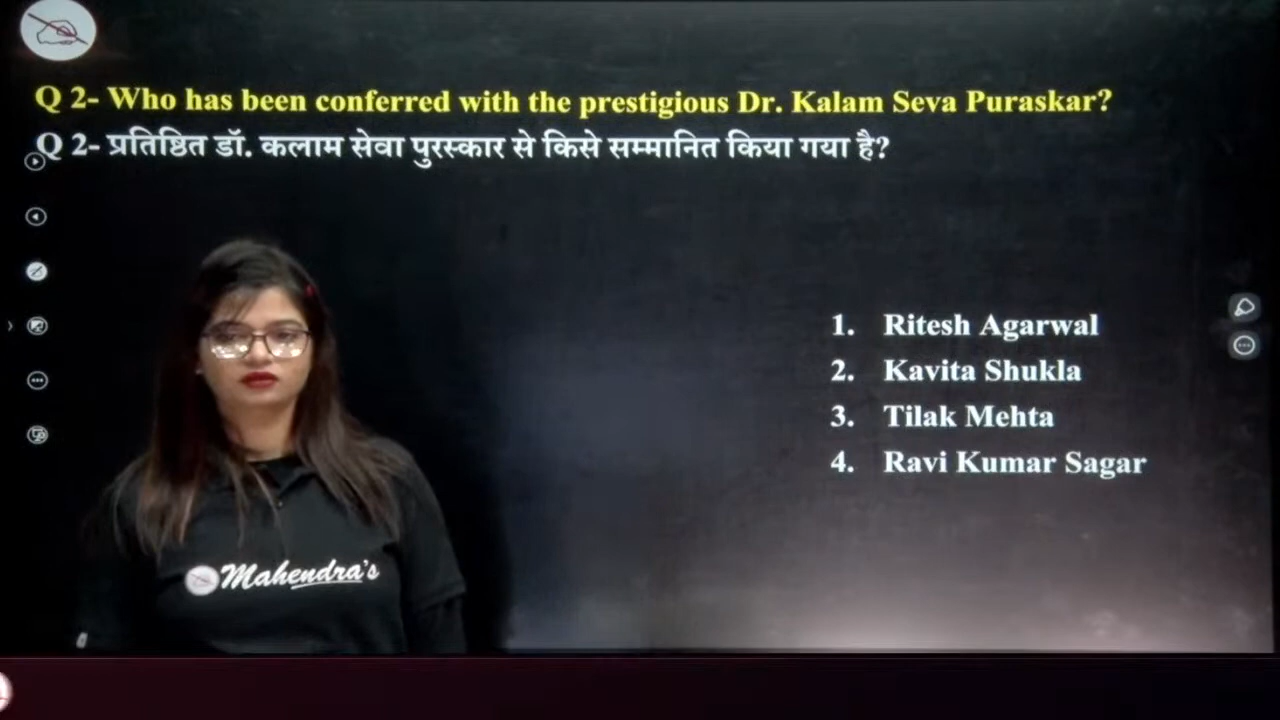 Q 2- Who has been conferred with the prestigious Dr. Kalam Seva Puraskar?
Q 2- प्रतिष्ठित डॉ. कलाम सेवा पुरस्कार से किसे सम्मानित किया गया है?
1. Ritesh Agarwal
2. Kavita Shukla
3. Tilak Mehta
4. Ravi Kumar Sagar
Mahendra's